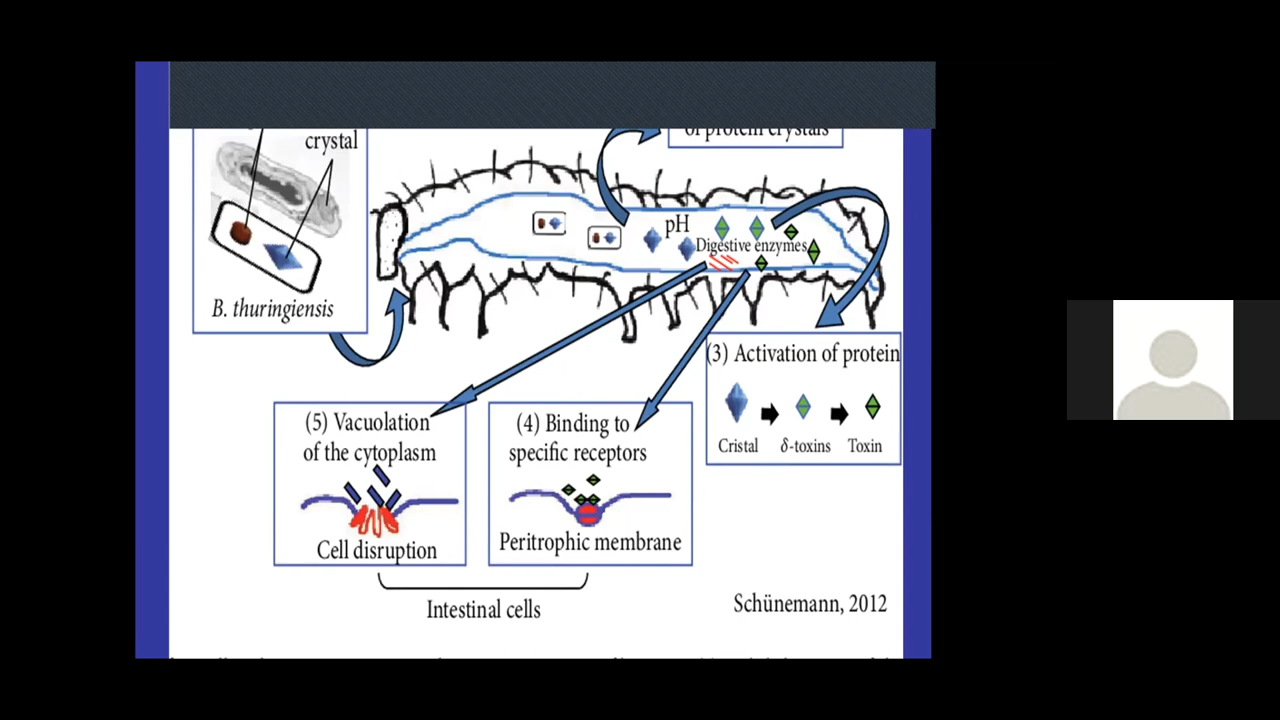 crystal
of protein crystals
B. thuringiensis
pH
Digestive enzymes
(3) Activation of protein
Cristal
δ-toxins
Toxin
(5) Vacuolation
of the cytoplasm
Cell disruption
(4) Binding to
specific receptors
Peritrophic membrane
Intestinal cells
Schünemann, 2012